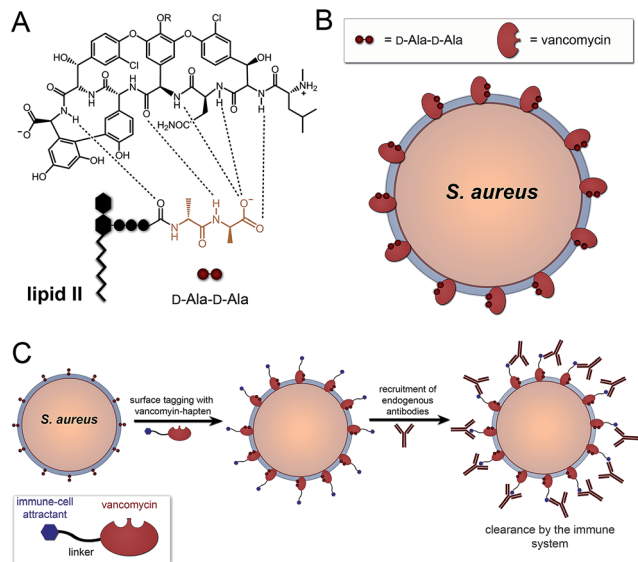 A
OR
O
O
Cl
Cl
HO
OH
O
H
N
O
H
N
O
H
N
N
H
O
N
H
O
N
H
NH₂
+
N
H
O
O
⁻O
H₂NOC
OH
HO
OH
O
N
H
O
H
N
O⁻
O
lipid II
D-Ala-D-Ala
B
= D-Ala-D-Ala
= vancomycin
S. aureus
C
S. aureus
surface tagging with
vancomyin-hapten
recruitment of
endogenous
antibodies
immune-cell
attractant
vancomycin
linker
clearance by the immune
system